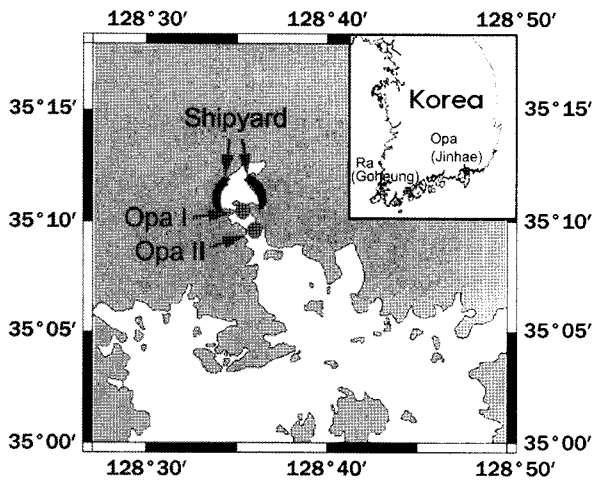 128°30′ 128°40′ 128°50′
35°15′ 35°15′
Shipyard
Korea
Opa
(Jinhae)
Ra
(Goheung)
35°10′ 35°10′
Opa I
Opa II
35°05′ 35°05′
35°00′ 35°00′
128°30′ 128°40′ 128°50′